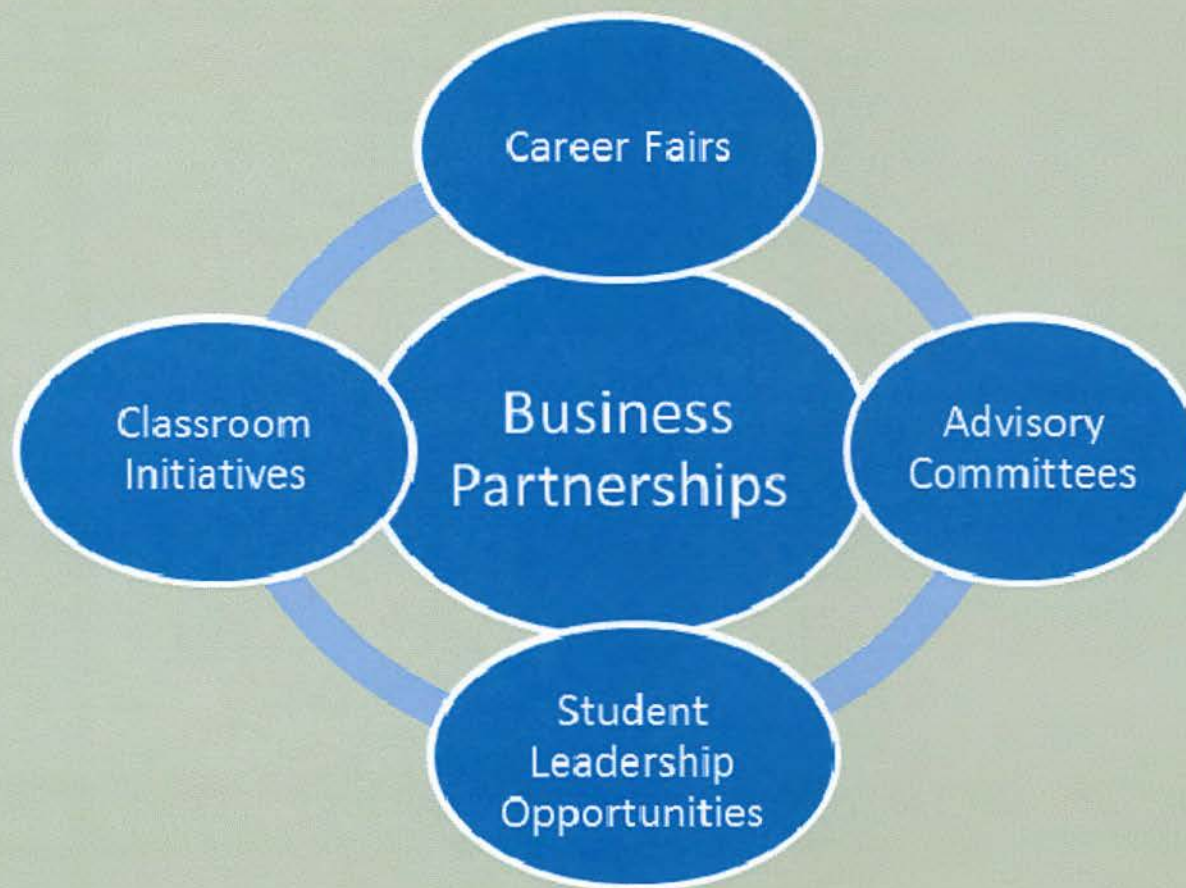 Career Fairs
Classroom
Initiatives
Business
Partnerships
Advisory
Committees
Student
Leadership
Opportunities